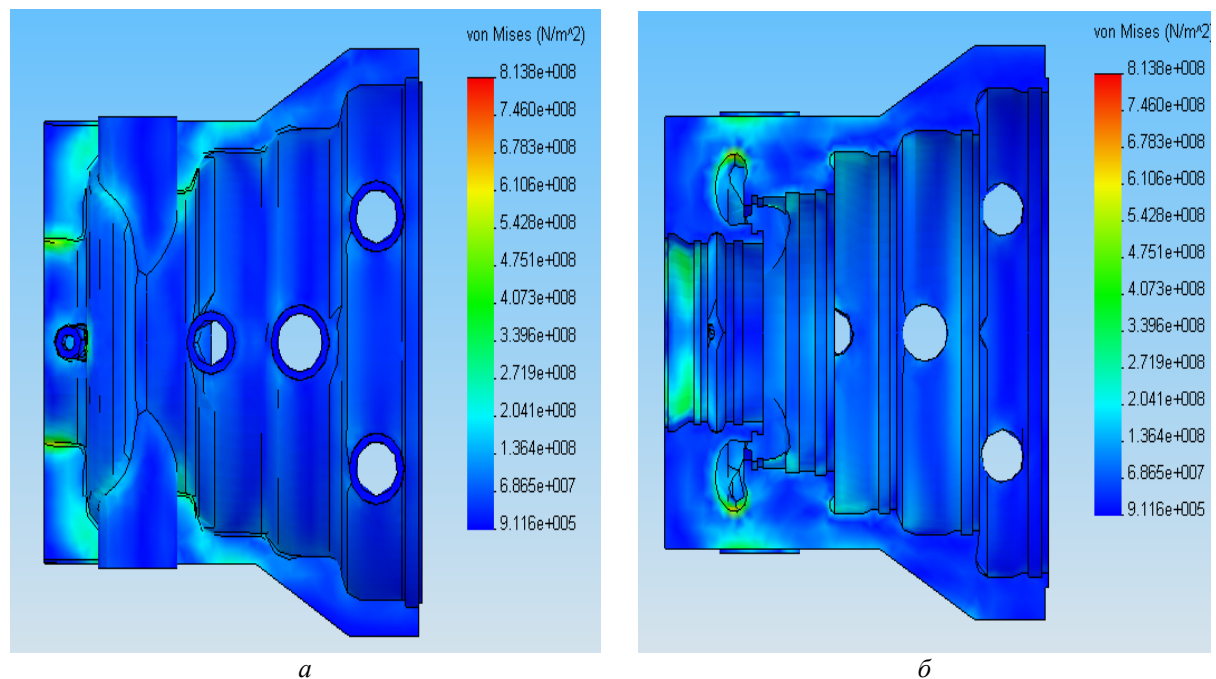 von Mises (N/m^2)
8.138e+008
7.460e+008
6.783e+008
6.106e+008
5.428e+008
4.751e+008
4.073e+008
3.396e+008
2.719e+008
2.041e+008
1.364e+008
6.865e+007
9.116e+005
von Mises (N/m^2)
8.138e+008
7.460e+008
6.783e+008
6.106e+008
5.428e+008
4.751e+008
4.073e+008
3.396e+008
2.719e+008
2.041e+008
1.364e+008
6.865e+007
9.116e+005
а
б